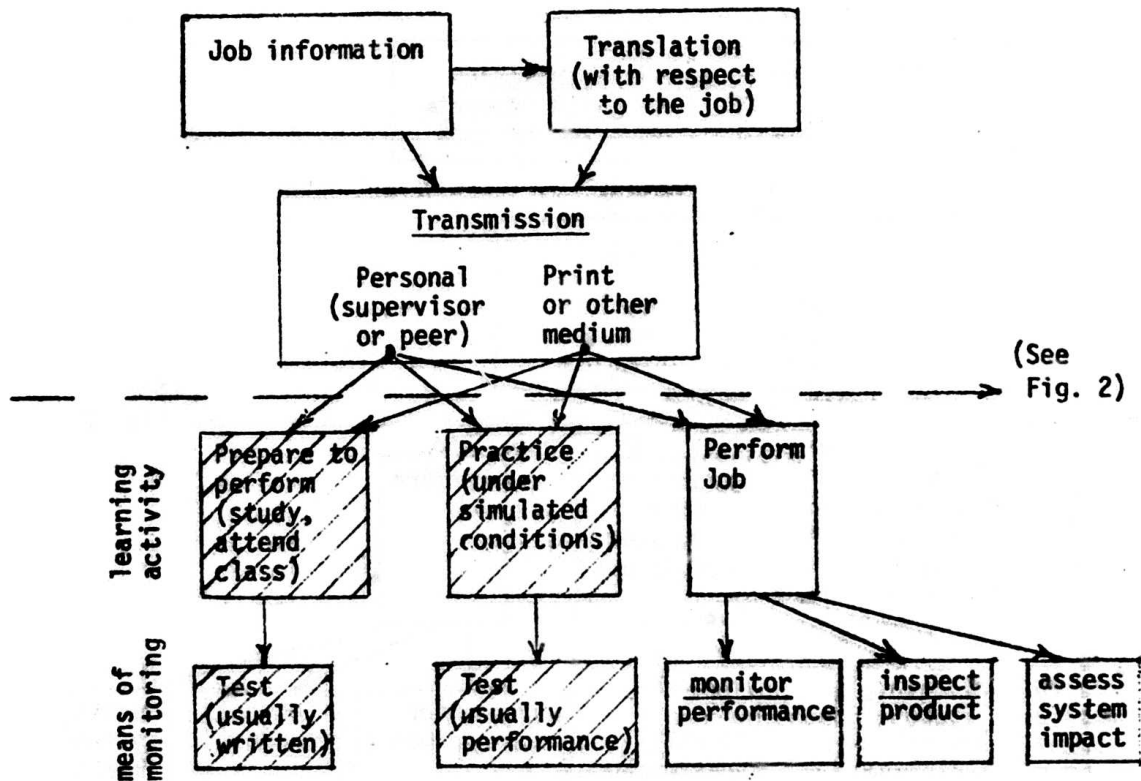 Job information
Translation
(with respect
to the job)
Transmission
Personal
(supervisor
or peer)
Print
or other
medium
(See
Fig. 2)
learning
activity
Prepare to
perform
(study,
attend
class)
Practice
(under
simulated
conditions)
Perform
Job
means of
monitoring
Test
(usually
written)
Test
(usually
performance)
monitor
performance
inspect
product
assess
system
impact